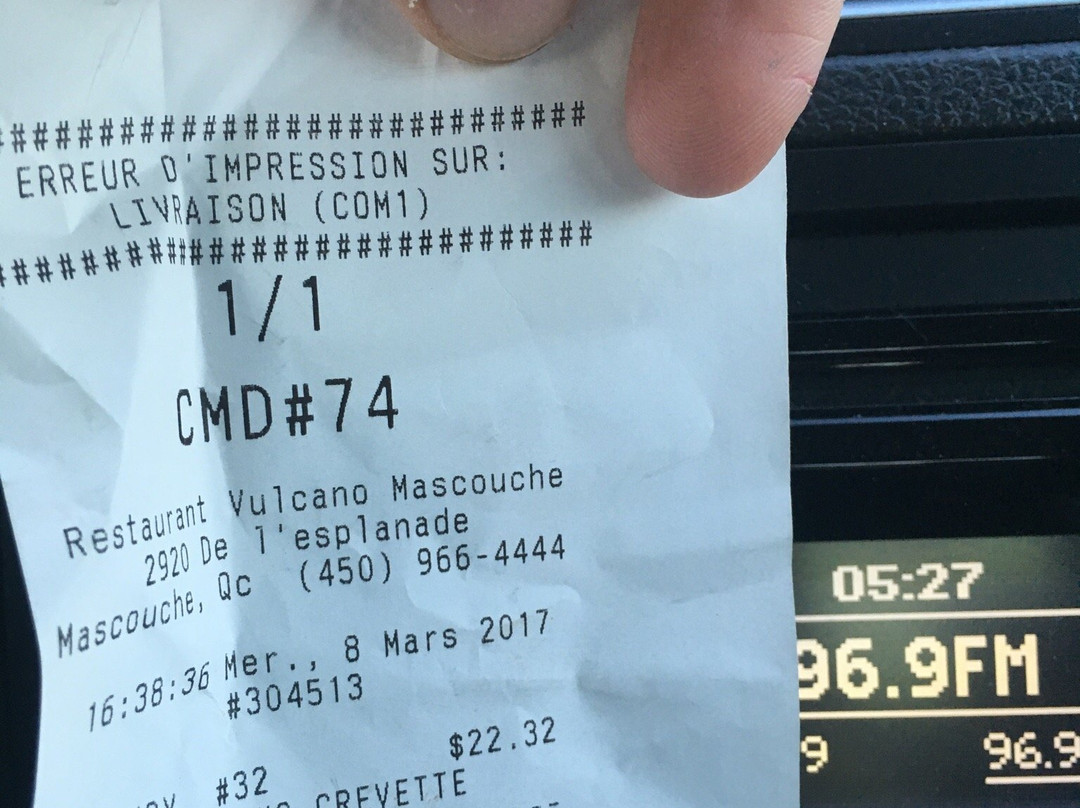 ############################
ERREUR D'IMPRESSION SUR:
LIVRAISON (COM1)
############################
1/1
CMD#74
Restaurant Vulcano Mascouche
2920 De l'esplanade
Mascouche, Qc (450) 966-4444
16:38:36 Mer., 8 Mars 2017
#304513
$22.32
#32
CREVETTE
05:27
96.9FM
9 96.9